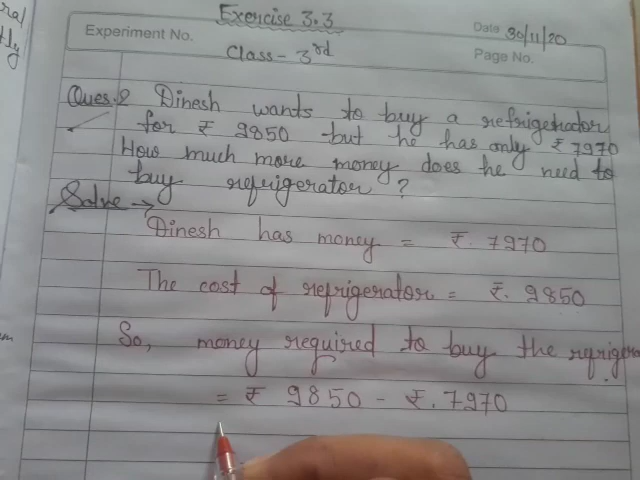 Exercise 3.3
Experiment No.
Date 30/11/20
Class - 3rd
Page No.
Ques. 2 Dinesh wants to buy a refrigerator
for ₹ 9850 but he has only ₹ 7970
How much more money does he need to
buy refrigerator ?
Solve →
Dinesh has money = ₹. 7970
The cost of refrigerator = ₹. 9850
So, money required to buy the refrigera
= ₹ 9850 - ₹. 7970